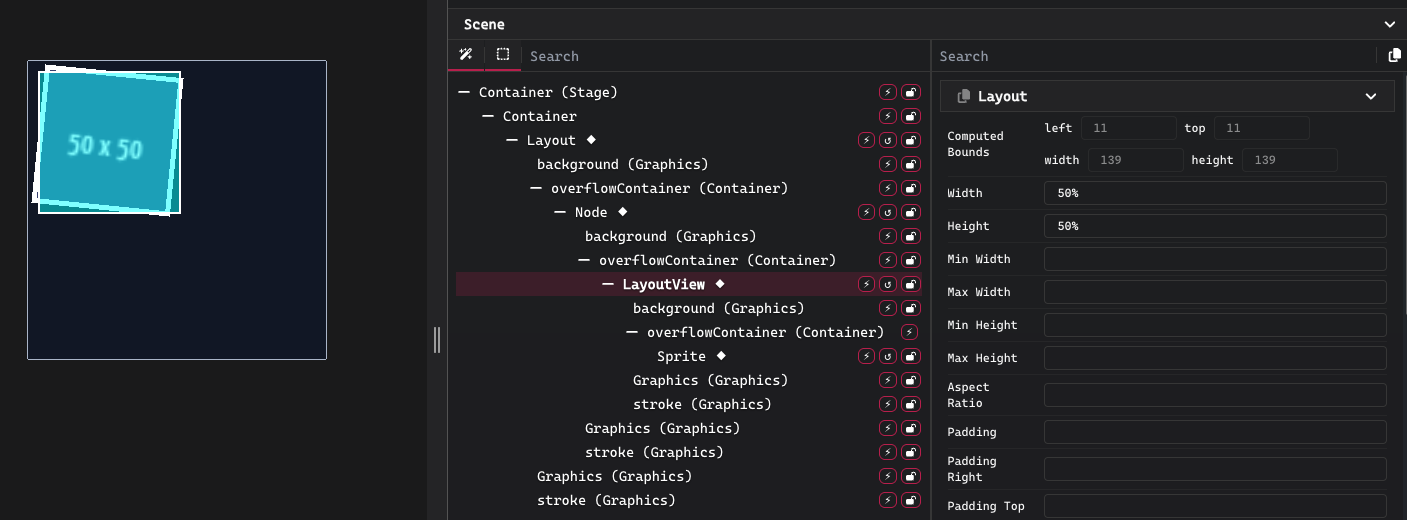 50 x 50
Scene
Search
Container (Stage)
Container
Layout
background (Graphics)
overflowContainer (Container)
Node
background (Graphics)
overflowContainer (Container)
LayoutView
background (Graphics)
overflowContainer (Container)
Sprite
Graphics (Graphics)
stroke (Graphics)
Graphics (Graphics)
stroke (Graphics)
Graphics (Graphics)
stroke (Graphics)
Search
Layout
Computed
Bounds
left 11 top 11
width 139 height 139
Width 50%
Height 50%
Min Width
Max Width
Min Height
Max Height
Aspect
Ratio
Padding
Padding
Right
Padding Top